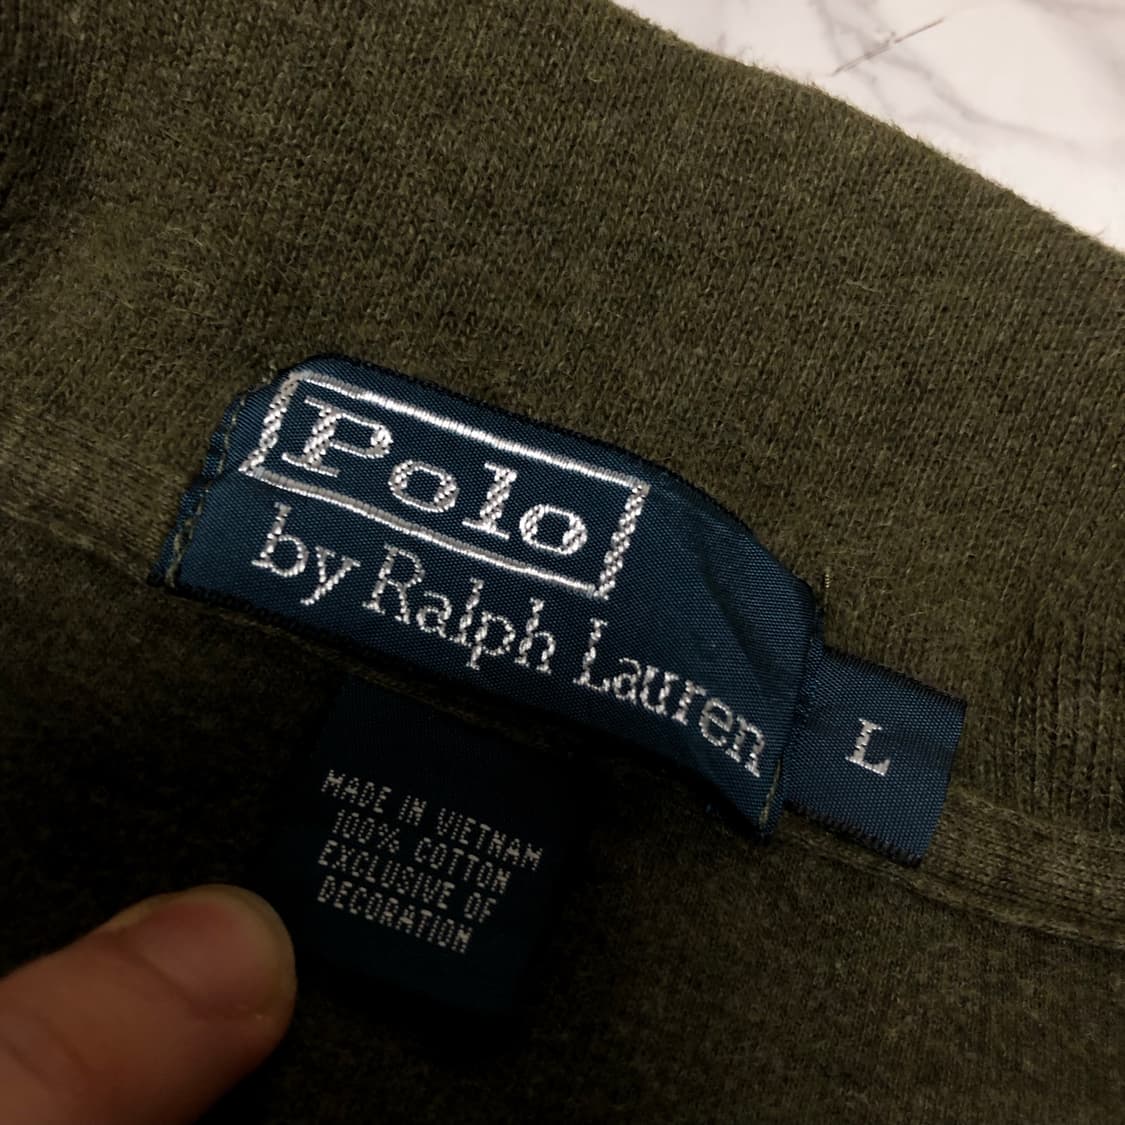 Polo
by Ralph Lauren
L
MADE IN VIETNAM
100% COTTON
EXCLUSIVE OF
DECORATION